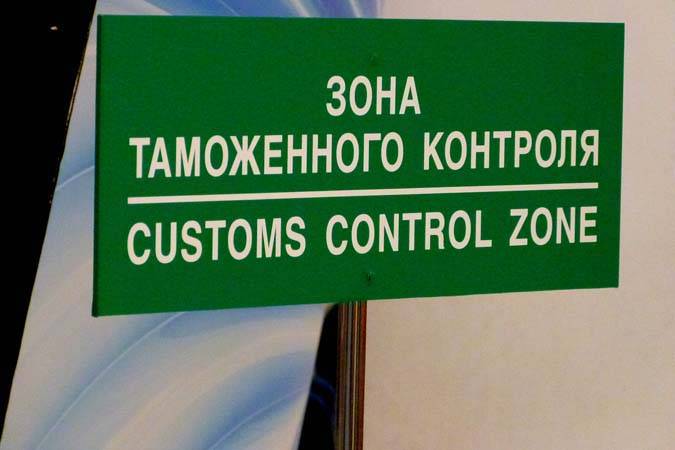 ЗОНА
ТАМОЖЕННОГО КОНТРОЛЯ
CUSTOMS CONTROL ZONE